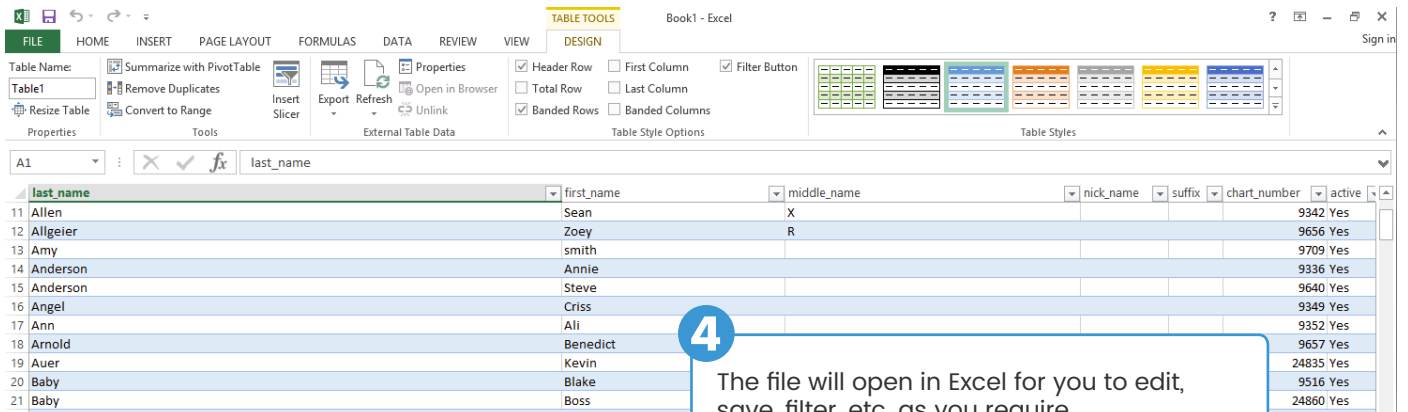 TABLE TOOLS Book1 - Excel ?
FILE HOME INSERT PAGE LAYOUT FORMULAS DATA REVIEW VIEW DESIGN Sign in
Table Name: Summarize with PivotTable Properties Header Row First Column Filter Button
Table1 Remove Duplicates Insert Slicer Export Refresh Open in Browser Total Row Last Column
Resize Table Convert to Range Unlink Banded Rows Banded Columns
Properties Tools External Table Data Table Style Options Table Styles
A1 fx last_name
last_name first_name middle_name nick_name suffix chart_number active
11 Allen Sean X 9342 Yes
12 Allgeier Zoey R 9656 Yes
13 Amy smith 9709 Yes
14 Anderson Annie 9336 Yes
15 Anderson Steve 9640 Yes
16 Angel Criss 9349 Yes
17 Ann Ali 9352 Yes
18 Arnold Benedict 9657 Yes
19 Auer Kevin 24835 Yes
20 Baby Blake 9516 Yes
21 Baby Boss 24860 Yes
4
The file will open in Excel for you to edit,
save, filter, etc. as you require